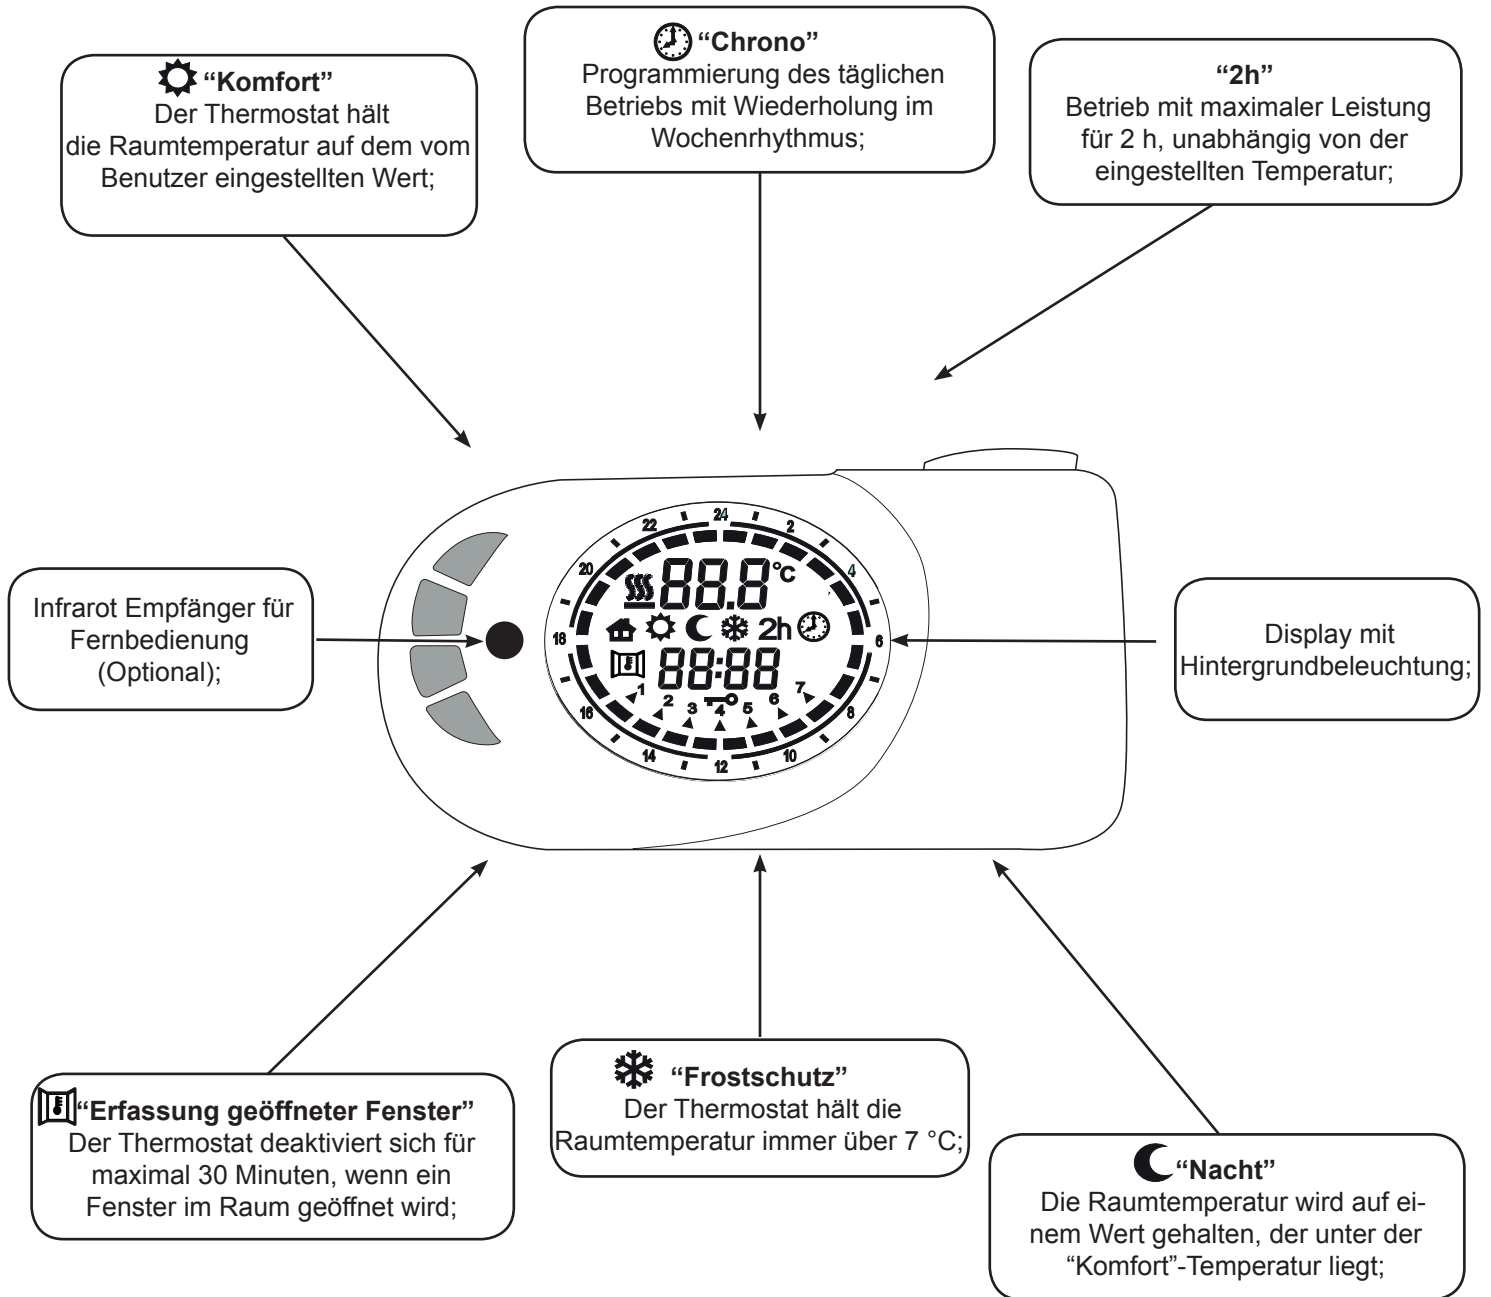 “Komfort”
Der Thermostat hält
die Raumtemperatur auf dem vom
Benutzer eingestellten Wert;
“Chrono”
Programmierung des täglichen
Betriebs mit Wiederholung im
Wochenrhythmus;
“2h”
Betrieb mit maximaler Leistung
für 2 h, unabhängig von der
eingestellten Temperatur;
Infrarot Empfänger für
Fernbedienung
(Optional);
24
2
4
6
8
10
12
14
16
18
20
22
88.8 °C
2h
88:88
1 2 3 4 5 6 7
Display mit
Hintergrundbeleuchtung;
“Erfassung geöffneter Fenster”
Der Thermostat deaktiviert sich für
maximal 30 Minuten, wenn ein
Fenster im Raum geöffnet wird;
“Frostschutz”
Der Thermostat hält die
Raumtemperatur immer über 7 °C;
“Nacht”
Die Raumtemperatur wird auf ei-
nem Wert gehalten, der unter der
“Komfort”-Temperatur liegt;